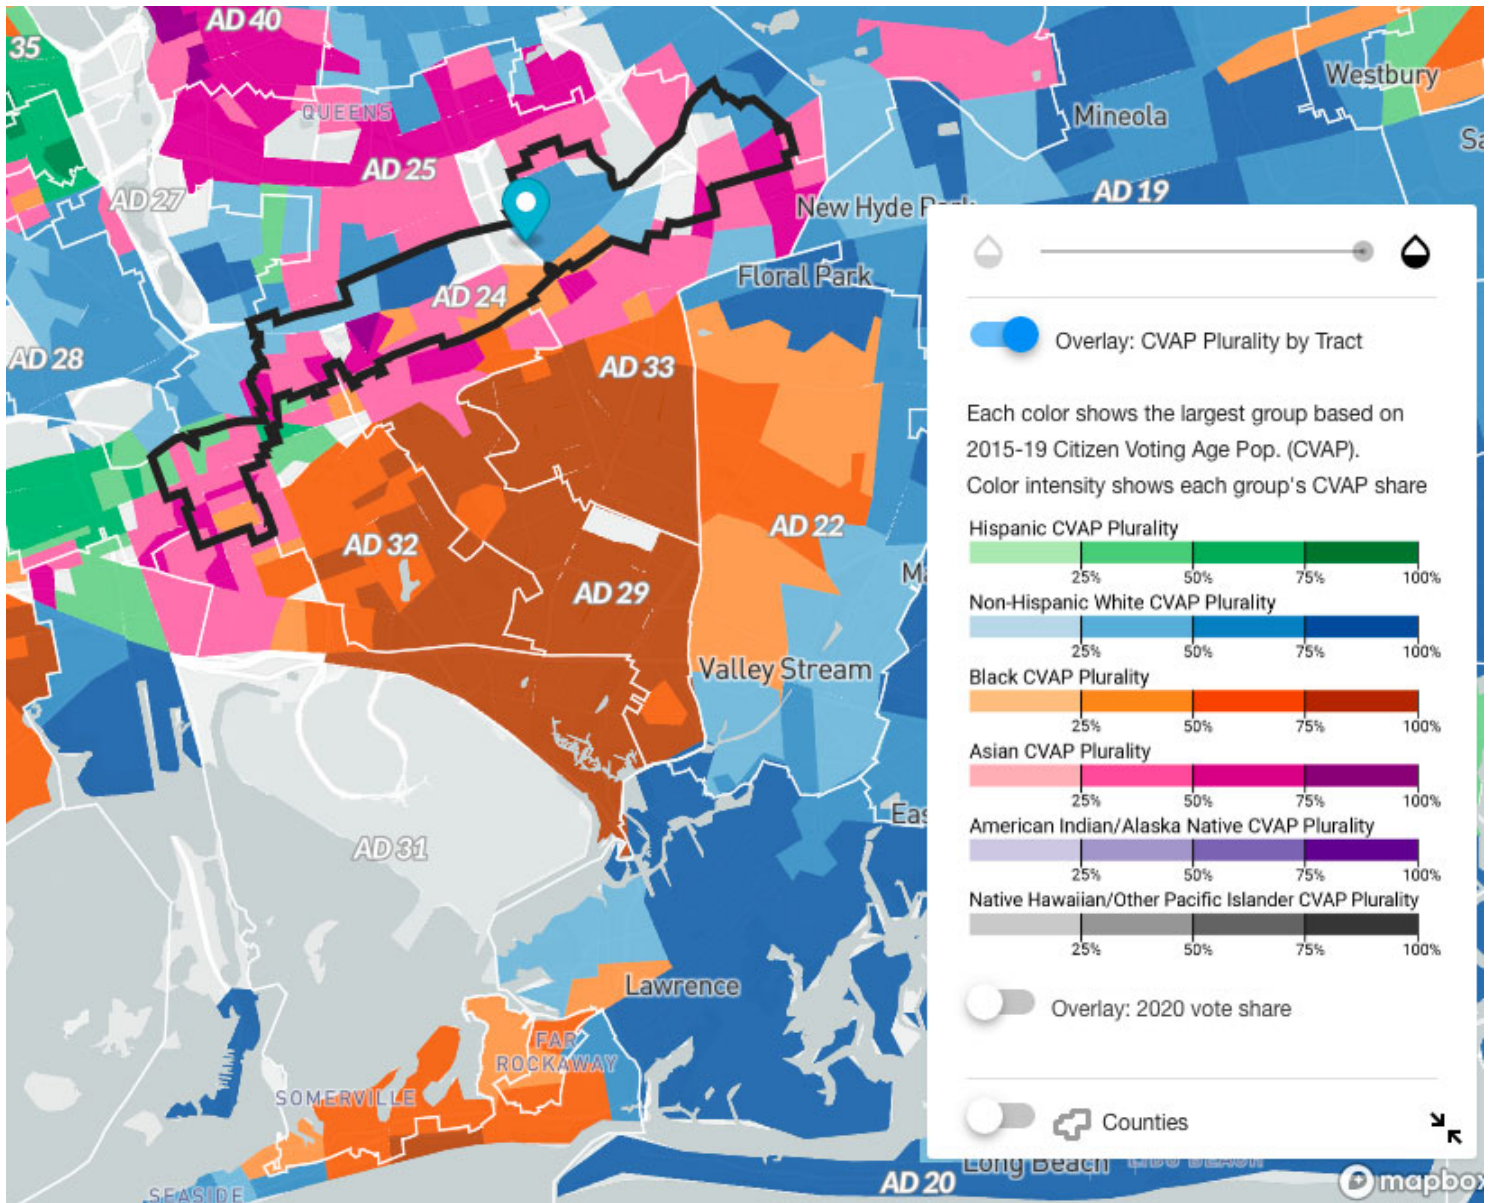 AD 40
35
QUEENS
Westbury
Mineola
AD 25
AD 27
AD 19
New Hyde
Floral Park
AD 24
AD 28
AD 33
AD 22
AD 32
AD 29
Valley Stream
AD 31
Lawrence
FAR
ROCKAWAY
SOMERVILLE
SEASIDE
AD 20
Long Beach
mapbox
Overlay: CVAP Plurality by Tract
Each color shows the largest group based on
2015-19 Citizen Voting Age Pop. (CVAP).
Color intensity shows each group's CVAP share
Hispanic CVAP Plurality
25% 50% 75% 100%
Non-Hispanic White CVAP Plurality
25% 50% 75% 100%
Black CVAP Plurality
25% 50% 75% 100%
Asian CVAP Plurality
25% 50% 75% 100%
American Indian/Alaska Native CVAP Plurality
25% 50% 75% 100%
Native Hawaiian/Other Pacific Islander CVAP Plurality
25% 50% 75% 100%
Overlay: 2020 vote share
Counties